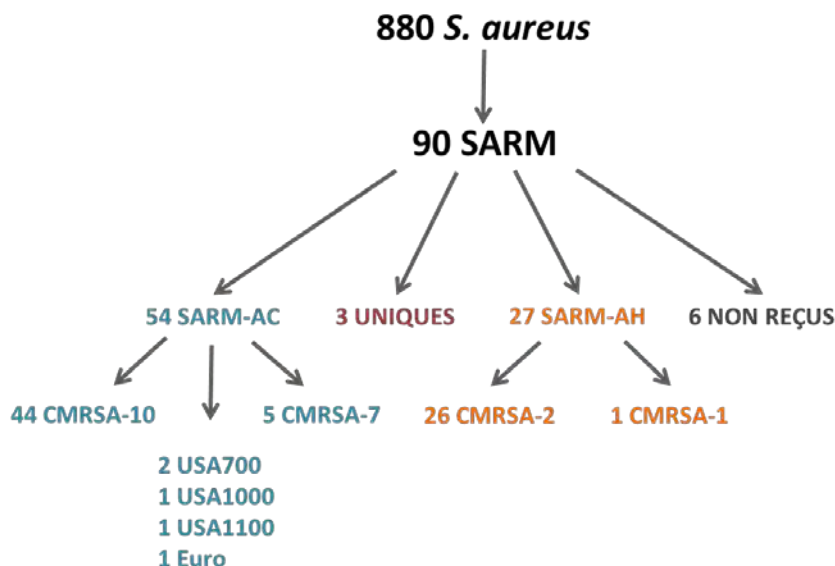 880 S. aureus
90 SARM
54 SARM-AC
3 UNIQUES
27 SARM-AH
6 NON REÇUS
44 CMRSA-10
5 CMRSA-7
26 CMRSA-2
1 CMRSA-1
2 USA700
1 USA1000
1 USA1100
1 Euro